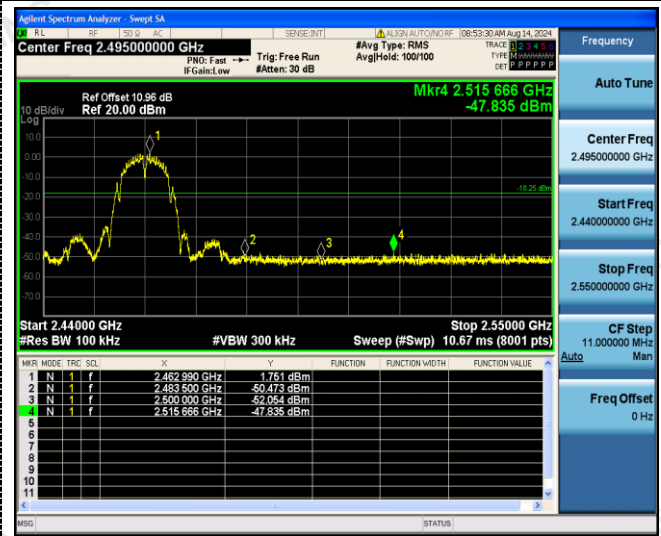 Agilent Spectrum Analyzer - Swept SA
RL RF 50 Ω AC SENSE:INT ALIGN AUTO/NO RF 08:53:30 AM Aug 14, 2024
Center Freq 2.495000000 GHz
PNO: Fast
IFGain:Low
Trig: Free Run
#Atten: 30 dB
#Avg Type: RMS
Avg|Hold: 100/100
TRACE 1 2 3 4 5 6
TYPE M
DET P P P P P P
Ref Offset 10.96 dB
10 dB/div Ref 20.00 dBm
Log
Mkr4 2.515 666 GHz
-47.835 dBm
10.0
0.00
-10.0
-20.0
-30.0
-40.0
-50.0
-60.0
-70.0
1
2
3
4
-18.25 dBm
Start 2.44000 GHz Stop 2.55000 GHz
#Res BW 100 kHz #VBW 300 kHz Sweep (#Swp) 10.67 ms (8001 pts)
MKR MODE TRC SCL X Y FUNCTION FUNCTION WIDTH FUNCTION VALUE
1 N 1 f 2.462 990 GHz 1.751 dBm
2 N 1 f 2.483 500 GHz -50.473 dBm
3 N 1 f 2.500 000 GHz -52.054 dBm
4 N 1 f 2.515 666 GHz -47.835 dBm
5
6
7
8
9
10
11
MSG STATUS
Frequency
Auto Tune
Center Freq
2.495000000 GHz
Start Freq
2.440000000 GHz
Stop Freq
2.550000000 GHz
CF Step
11.000000 MHz
Auto Man
Freq Offset
0 Hz